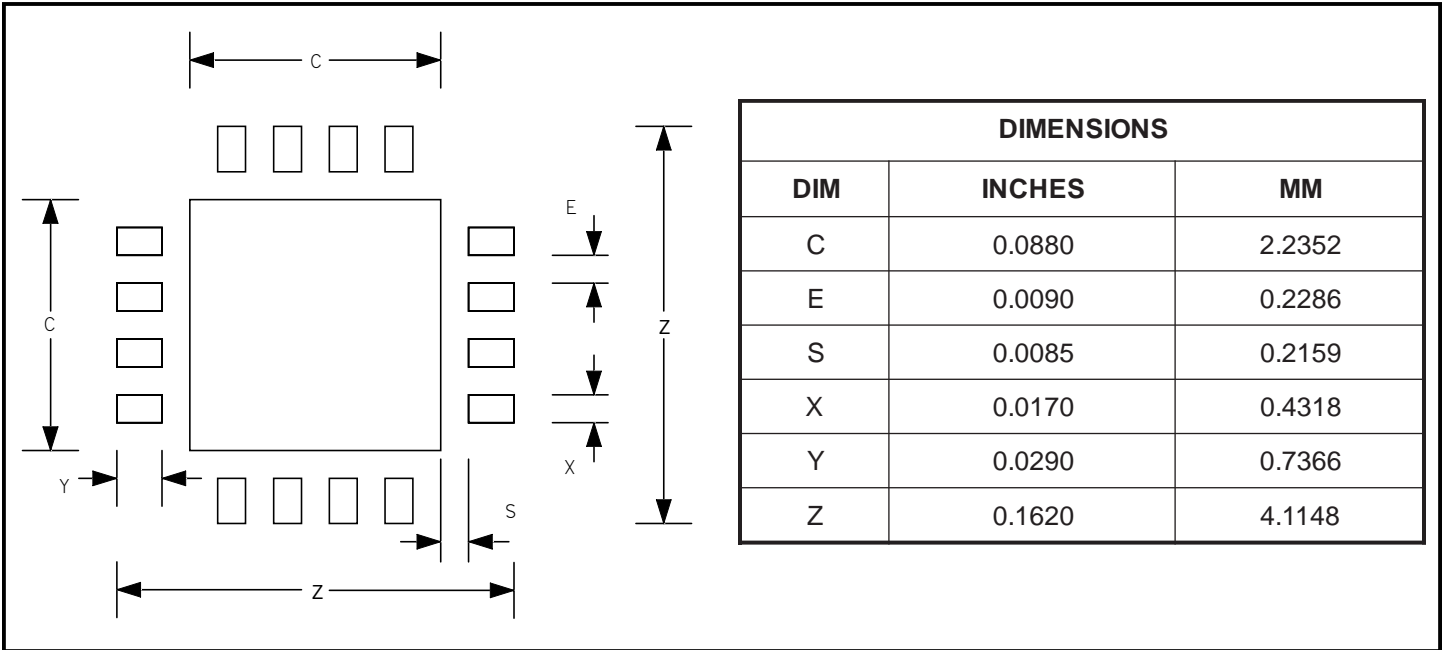 C
E
C
Z
X
Y
S
Z
DIMENSIONS
DIM INCHES MM
C 0.0880 2.2352
E 0.0090 0.2286
S 0.0085 0.2159
X 0.0170 0.4318
Y 0.0290 0.7366
Z 0.1620 4.1148